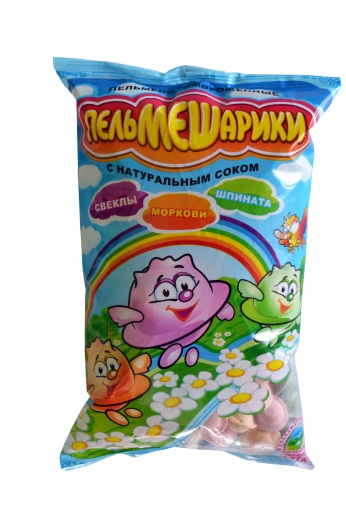 ПЕЛЬМЕНИ ЗАМОРОЖЕННЫЕ
ПЕЛЬМЕШАРИКИ
С НАТУРАЛЬНЫМ СОКОМ
СВЕКЛЫ
МОРКОВИ
ШПИНАТА